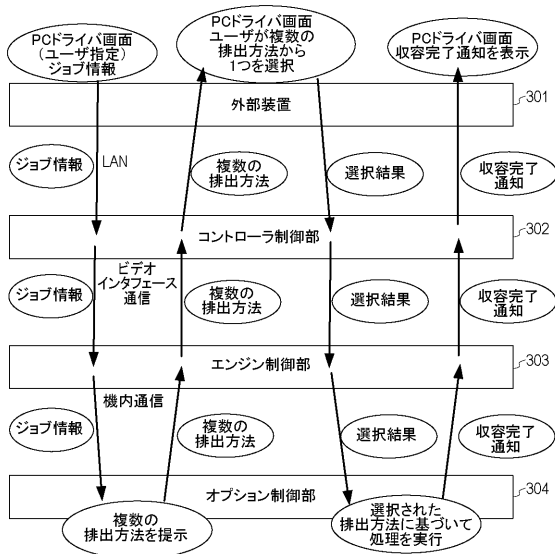 PCドライバ画面
(ユーザ指定)
ジョブ情報
PCドライバ画面
ユーザが複数の
排出方法から
1つを選択
PCドライバ画面
収容完了通知を表示
外部装置
301
ジョブ情報
LAN
複数の
排出方法
選択結果
収容完了
通知
コントローラ制御部
302
ジョブ情報
ビデオ
インタフェース
通信
複数の
排出方法
選択結果
収容完了
通知
エンジン制御部
303
ジョブ情報
機内通信
複数の
排出方法
選択結果
収容完了
通知
オプション制御部
304
複数の
排出方法を提示
選択された
排出方法に基づいて
処理を実行